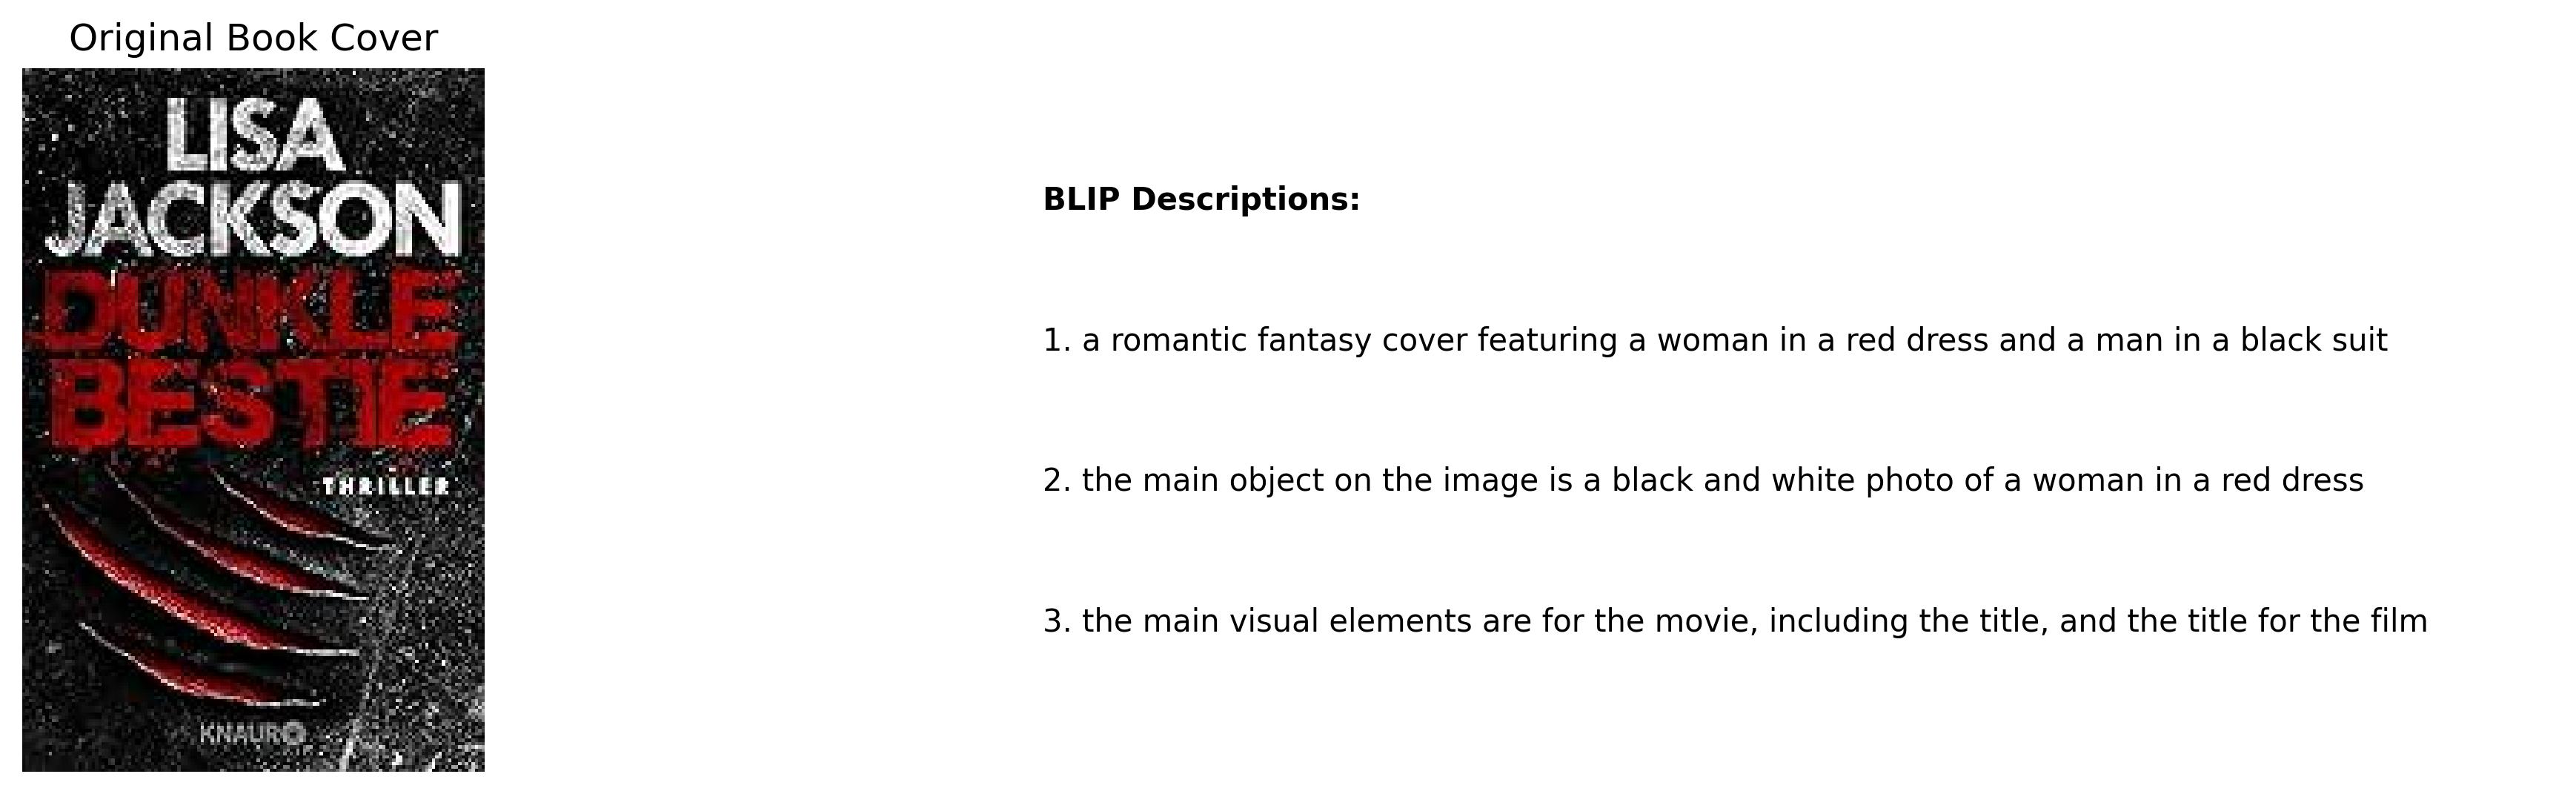 Original Book Cover
LISA
JACKSON
DUNKLE
BESTIE
THRILLER
KNAUR
BLIP Descriptions:
1. a romantic fantasy cover featuring a woman in a red dress and a man in a black suit
2. the main object on the image is a black and white photo of a woman in a red dress
3. the main visual elements are for the movie, including the title, and the title for the film